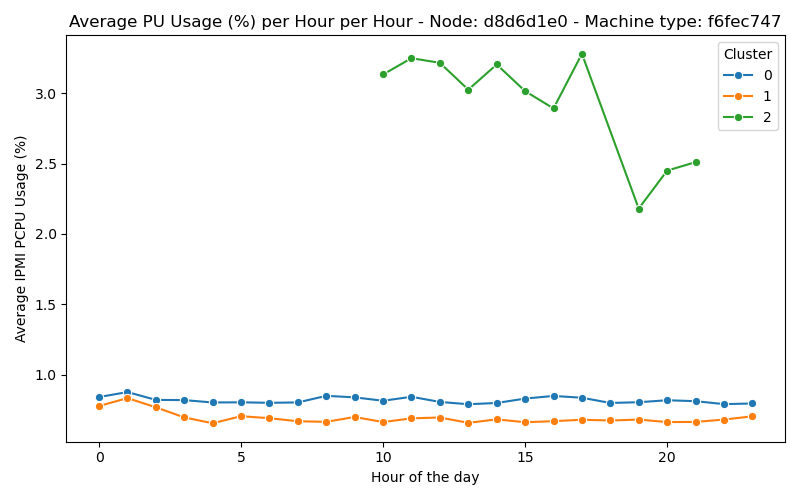 Average PU Usage (%) per Hour per Hour - Node: d8d6d1e0 - Machine type: f6fec747
Average IPMI PCPU Usage (%)
3.0
2.5
2.0
1.5
1.0
Cluster
0
1
2
0 5 10 15 20
Hour of the day